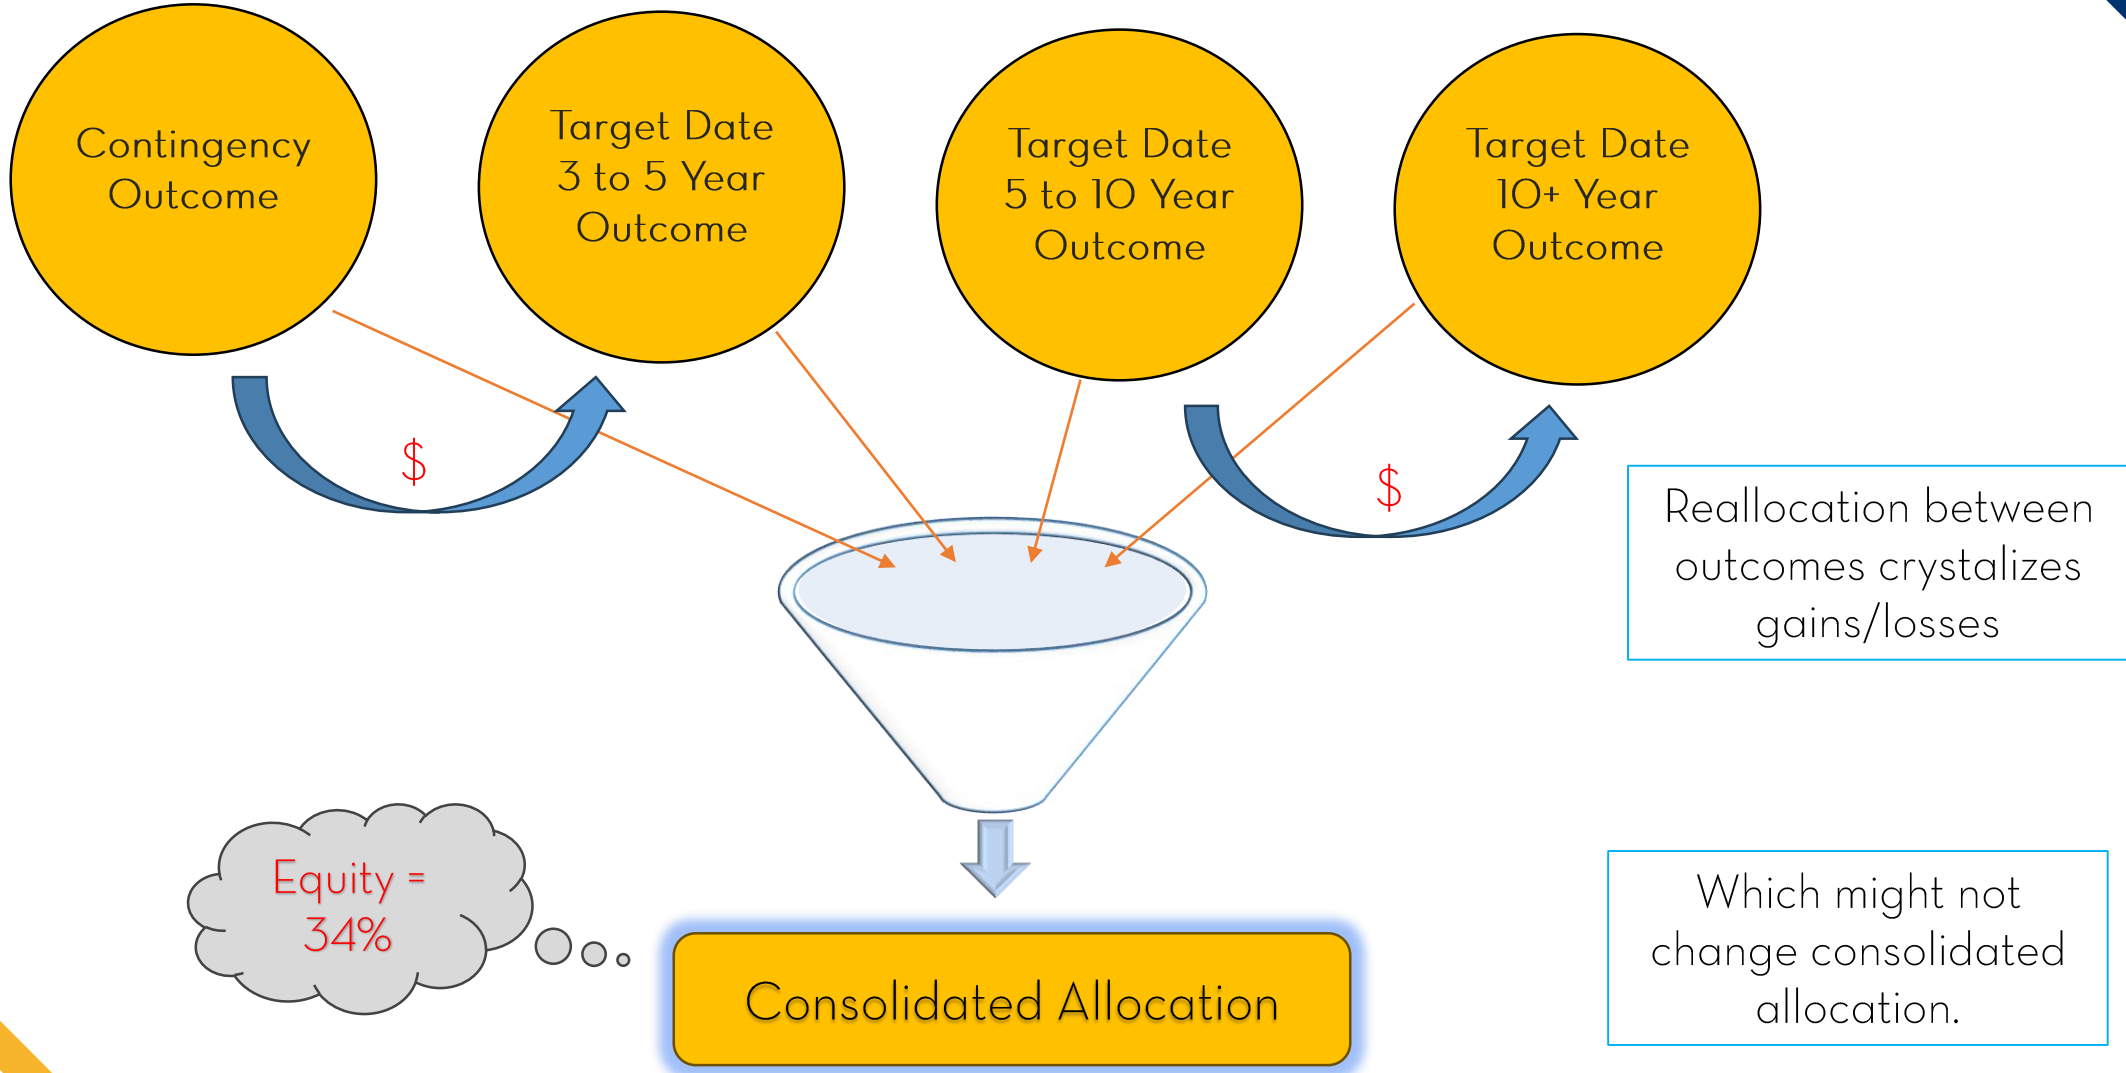 Contingency
Outcome
Target Date
3 to 5 Year
Outcome
Target Date
5 to 10 Year
Outcome
Target Date
10+ Year
Outcome
$
$
Reallocation between
outcomes crystalizes
gains/losses
Equity =
34%
Which might not
change consolidated
allocation.
Consolidated Allocation